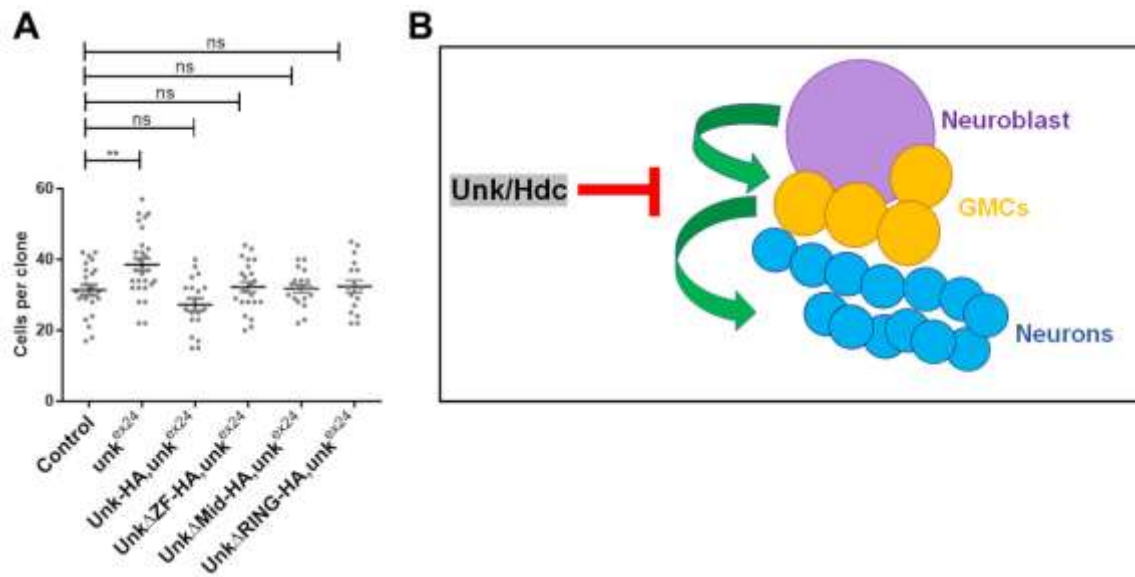 A
ns
ns
ns
ns
**
60
40
20
0
Cells per clone
Control
unk^ex24
Unk-HA,unk^ex24
UnkΔZF-HA,unk^ex24
UnkΔMid-HA,unk^ex24
UnkΔRING-HA,unk^ex24
B
Unk/Hdc
Neuroblast
GMCs
Neurons